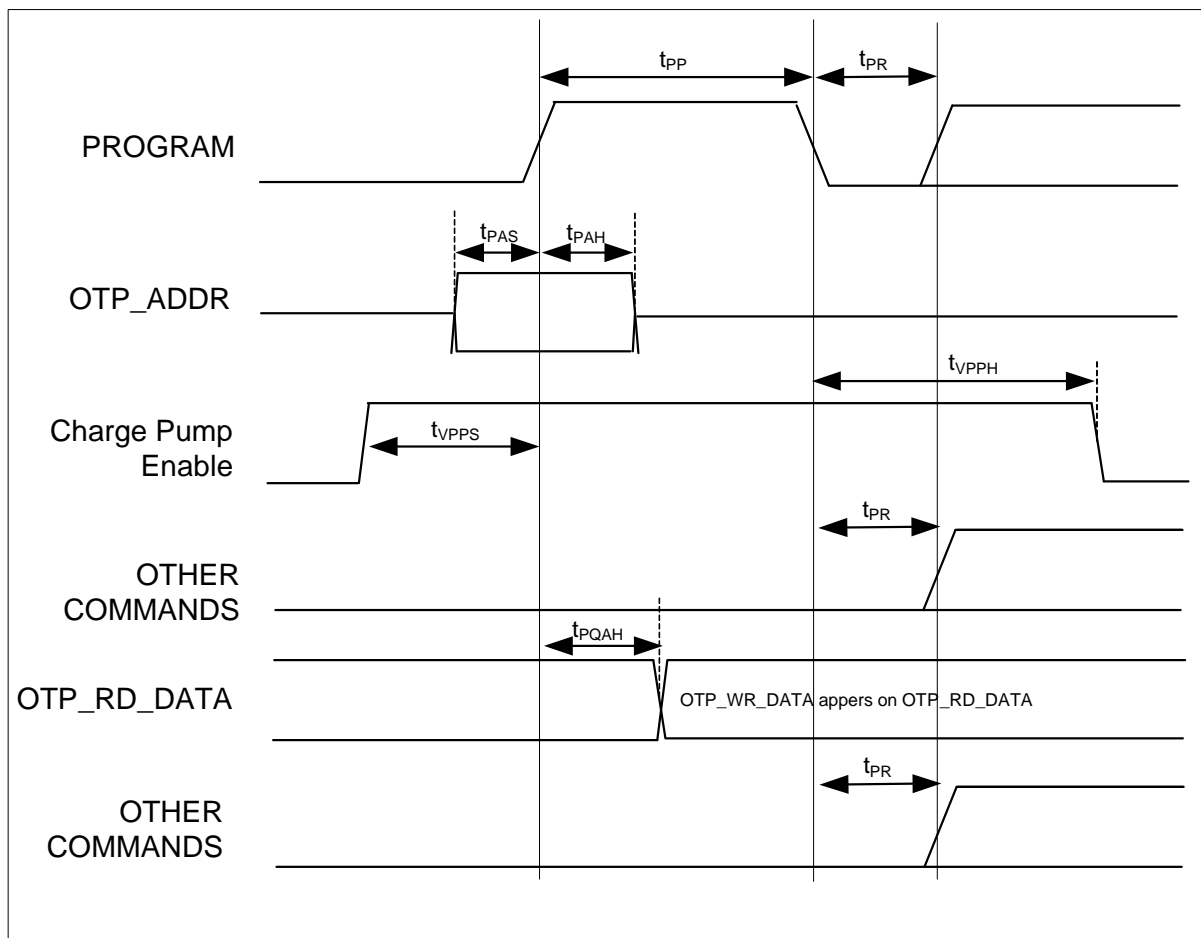 tPP
tPR
PROGRAM
tPAS
tPAH
OTP_ADDR
tVPPH
Charge Pump
Enable
tVPPS
tPR
OTHER
COMMANDS
tPQAH
OTP_RD_DATA
OTP_WR_DATA appers on OTP_RD_DATA
tPR
OTHER
COMMANDS